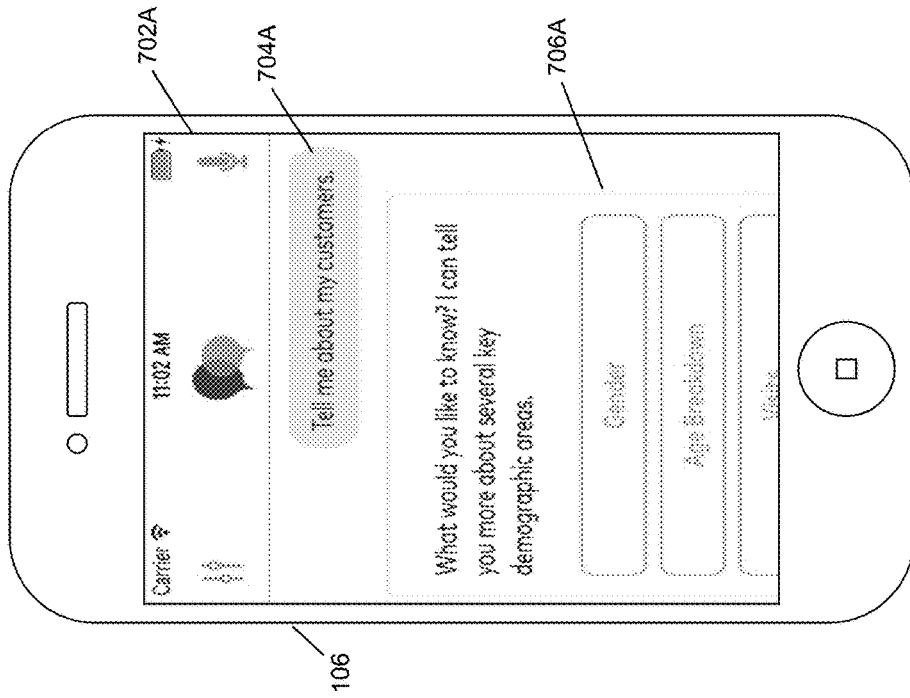 Carrier
11:02 AM
702A
Tell me about my customers.
704A
What would you like to know? I can tell
you more about several key
demographic areas.
706A
Gender
Age Breakdown
106